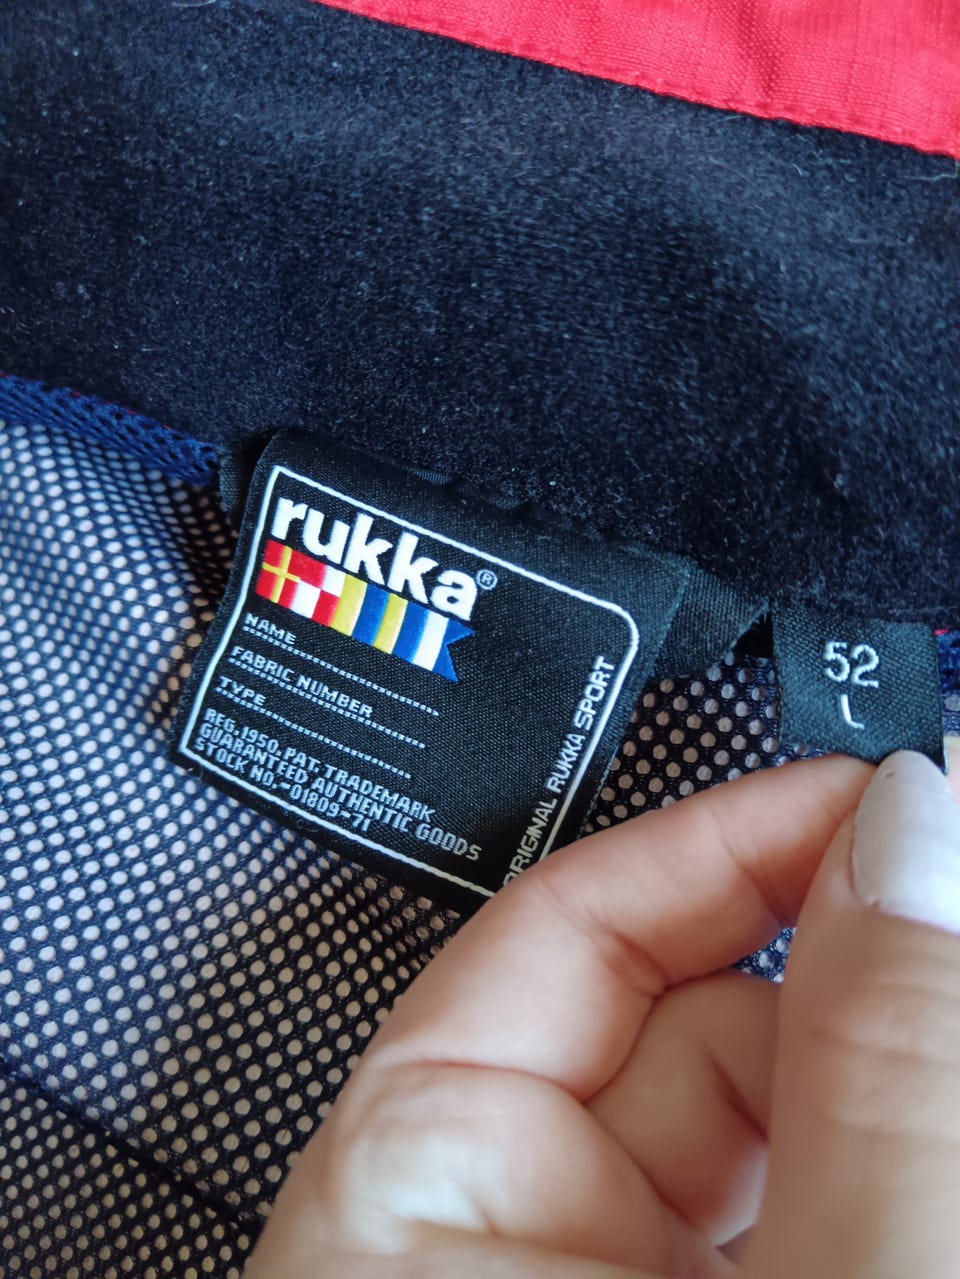 rukka®
NAME
FABRIC NUMBER
TYPE
REG. 1950. PAT. TRADEMARK
GUARANTEED AUTHENTIC GOODS
STOCK NO.-01809-71
ORIGINAL RUKKA SPORT
52
L